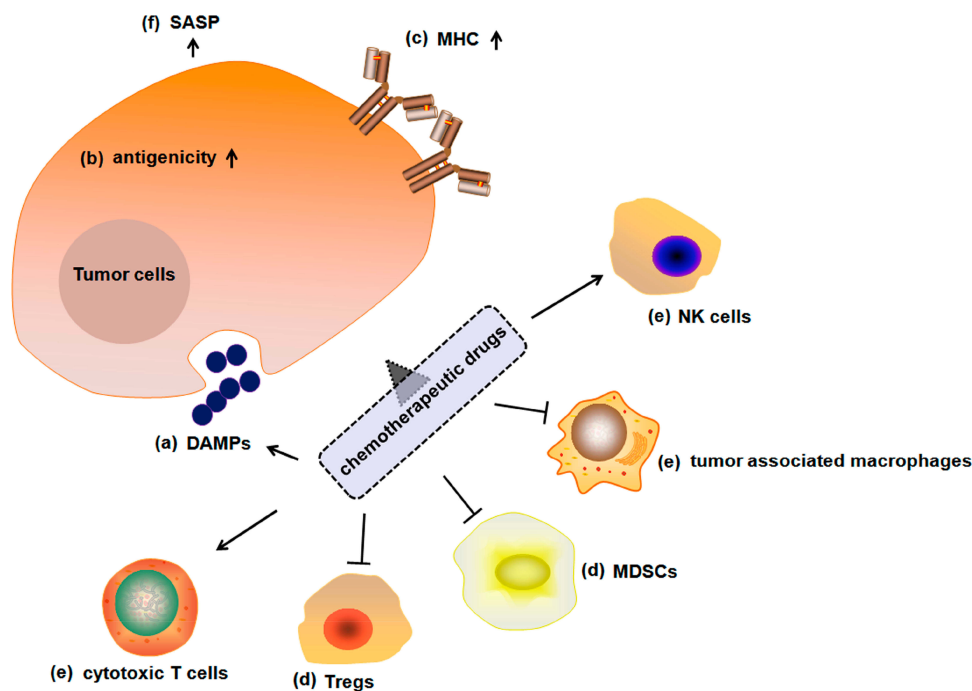 (f) SASP
(c) MHC
(b) antigenicity
Tumor cells
(e) NK cells
chemotherapeutic drugs
(a) DAMPs
(e) tumor associated macrophages
(d) MDSCs
(e) cytotoxic T cells
(d) Tregs